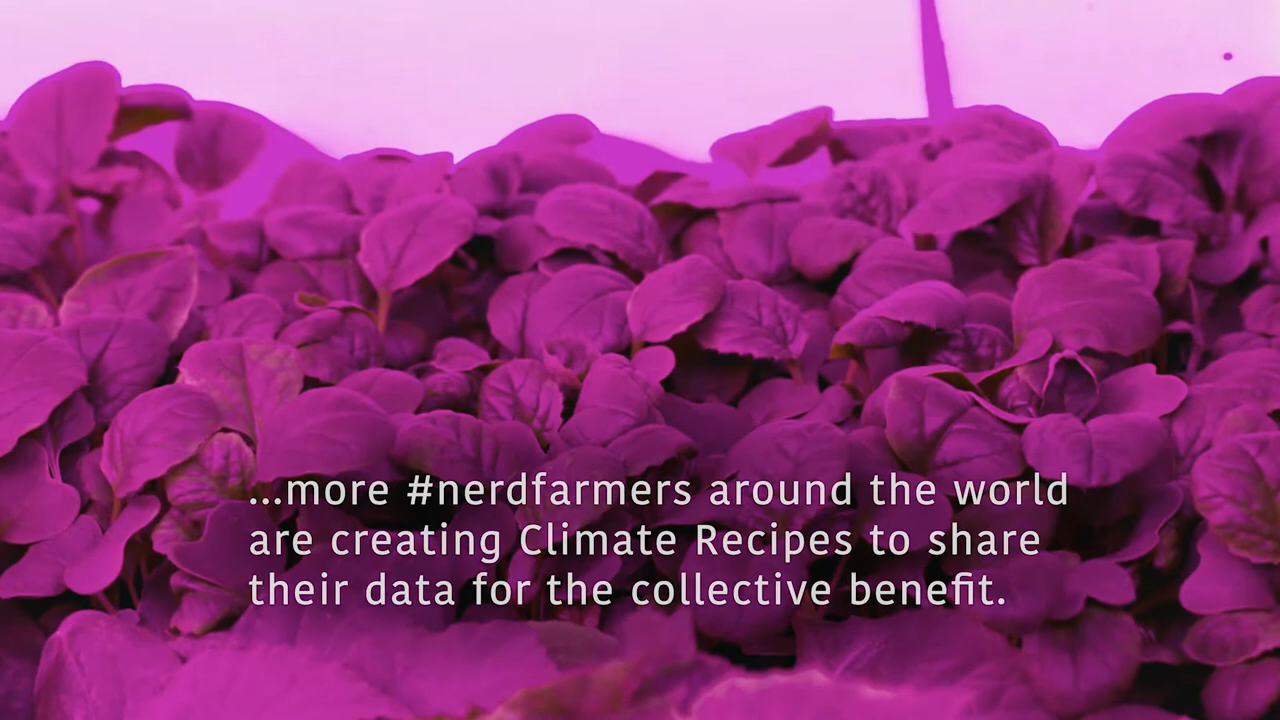 ...more #nerdfarmers around the world
are creating Climate Recipes to share
their data for the collective benefit.